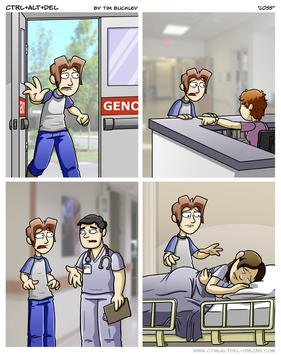 CTRL+ALT+DEL
BY TIM BUCKLEY
"LOSS"
GENC
WWW.CTRLALTDEL-ONLINE.COM